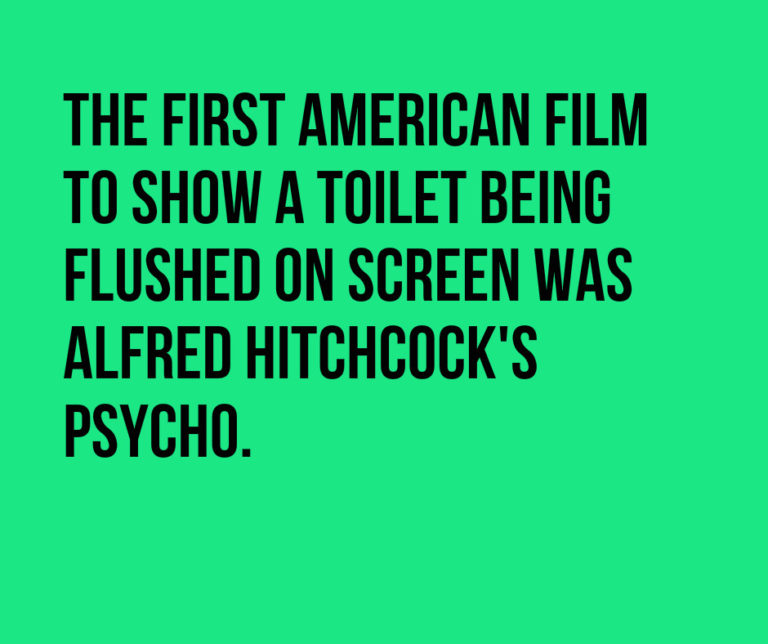 THE FIRST AMERICAN FILM
TO SHOW A TOILET BEING
FLUSHED ON SCREEN WAS
ALFRED HITCHCOCK'S
PSYCHO.